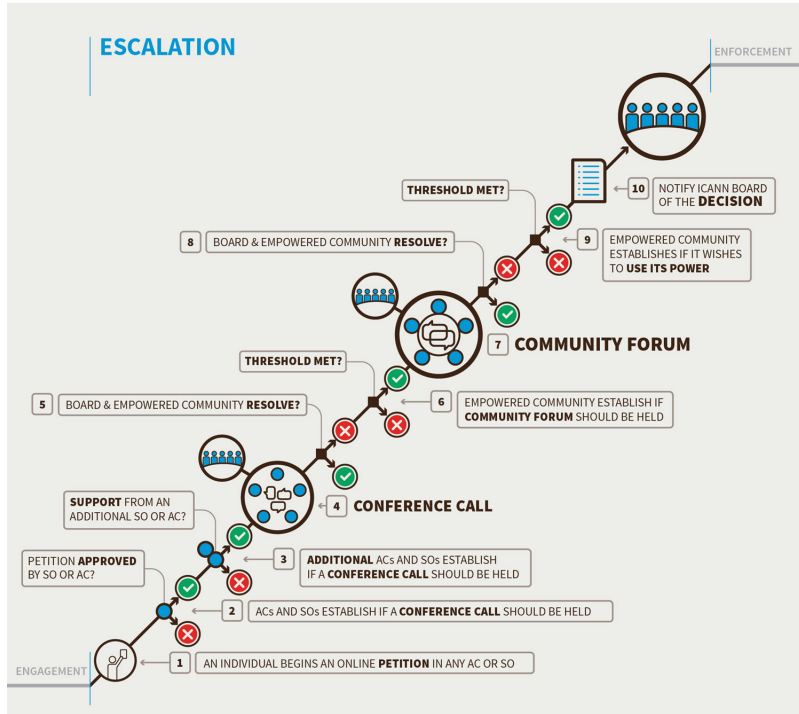 ESCALATION
ENFORCEMENT
THRESHOLD MET?
10
NOTIFY ICANN BOARD
OF THE DECISION
8
BOARD & EMPOWERED COMMUNITY RESOLVE?
9
EMPOWERED COMMUNITY
ESTABLISHES IF IT WISHES
TO USE ITS POWER
7
COMMUNITY FORUM
THRESHOLD MET?
5
BOARD & EMPOWERED COMMUNITY RESOLVE?
6
EMPOWERED COMMUNITY ESTABLISH IF
COMMUNITY FORUM SHOULD BE HELD
4
CONFERENCE CALL
SUPPORT FROM AN
ADDITIONAL SO OR AC?
3
ADDITIONAL ACs AND SOs ESTABLISH
IF A CONFERENCE CALL SHOULD BE HELD
PETITION APPROVED
BY SO OR AC?
2
ACs AND SOs ESTABLISH IF A CONFERENCE CALL SHOULD BE HELD
1
AN INDIVIDUAL BEGINS AN ONLINE PETITION IN ANY AC OR SO
ENGAGEMENT